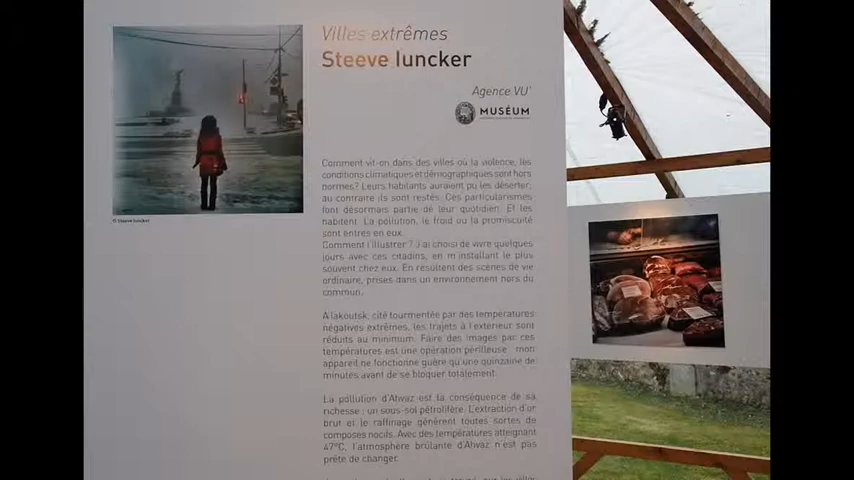 Villes extrêmes
Steeve Iuncker
Agence VU'
MUSÉUM
© Steeve Iuncker
Comment vit-on dans des villes où la violence, les
conditions climatiques et démographiques sont hors
normes? Leurs habitants auraient pu les déserter,
au contraire ils sont restés. Ces particularismes
font désormais partie de leur quotidien. Et les
habitent. La pollution, le froid ou la promiscuité
sont entrés en eux.
Comment l'illustrer ? J'ai choisi de vivre quelques
jours avec ces citadins, en m'installant le plus
souvent chez eux. En résultent des scènes de vie
ordinaire, prises dans un environnement hors du
commun.
A Iakoutsk, cité tourmentée par des températures
négatives extrêmes, les trajets à l'extérieur sont
réduits au minimum. Faire des images par ces
températures est une opération périlleuse : mon
appareil ne fonctionne guère qu'une quinzaine de
minutes avant de se bloquer totalement.
La pollution d'Ahwaz est la conséquence de sa
richesse : un sous-sol pétrolifère. L'extraction d'or
brut et le raffinage génèrent toutes sortes de
composés nocifs. Avec des températures atteignant
47°C, l'atmosphère brûlante d'Ahwaz n'est pas
prête de changer.